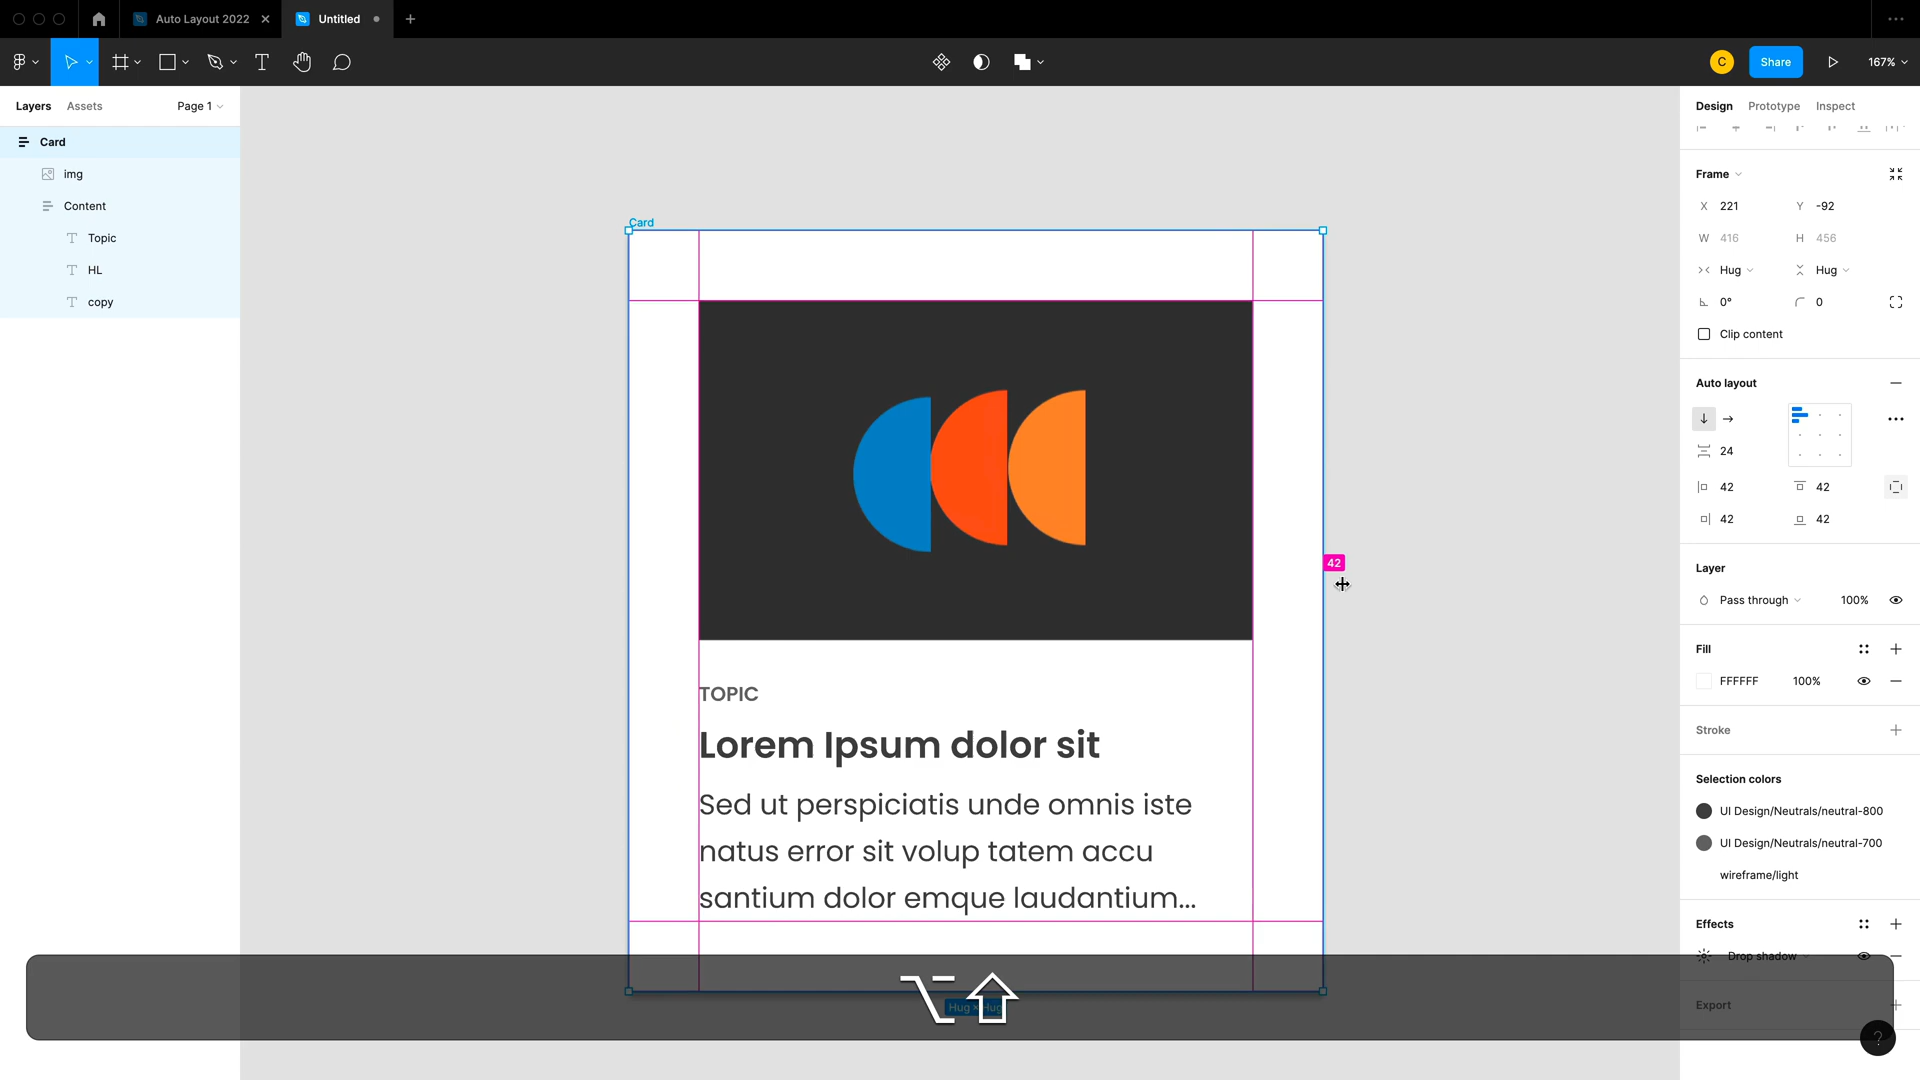 Auto Layout 2022
Untitled
C
Share
167%
Layers
Assets
Page 1
Design
Prototype
Inspect
Card
img
Content
Topic
HL
copy
Card
TOPIC
Lorem Ipsum dolor sit
Sed ut perspiciatis unde omnis iste
natus error sit volup tatem accu
santium dolor emque laudantium...
42
Hug × Hug
Frame
X 221 Y -92
W 416 H 456
Hug Hug
0° 0
Clip content
Auto layout
24
42 42
42 42
Layer
Pass through 100%
Fill
FFFFFF 100%
Stroke
Selection colors
UI Design/Neutrals/neutral-800
UI Design/Neutrals/neutral-700
wireframe/light
Effects
Drop shadow
Export
?